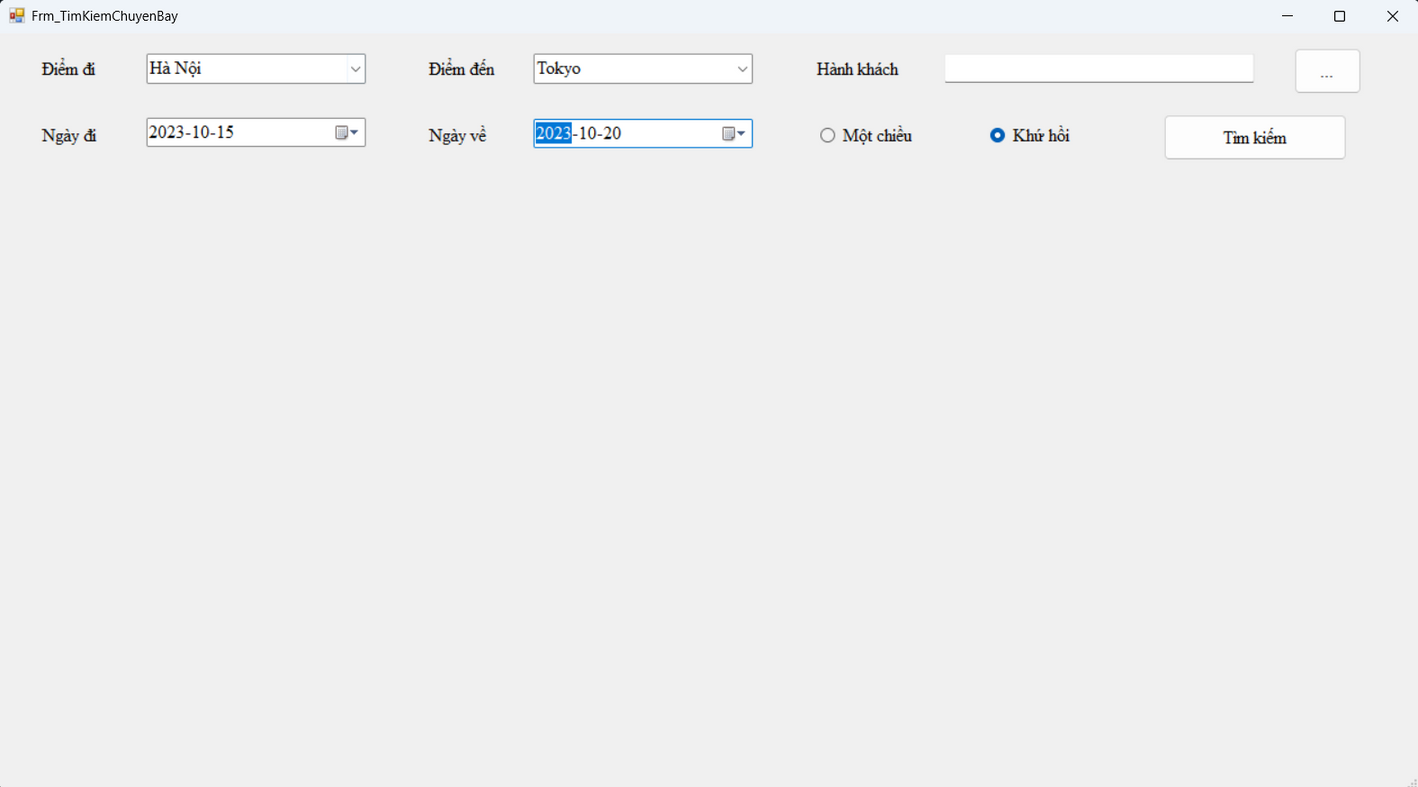 Frm_TimKiemChuyenBay
Điểm đi Hà Nội Điểm đến Tokyo Hành khách ...
Ngày đi 2023-10-15 Ngày về 2023-10-20 Một chiều Khứ hồi Tìm kiếm